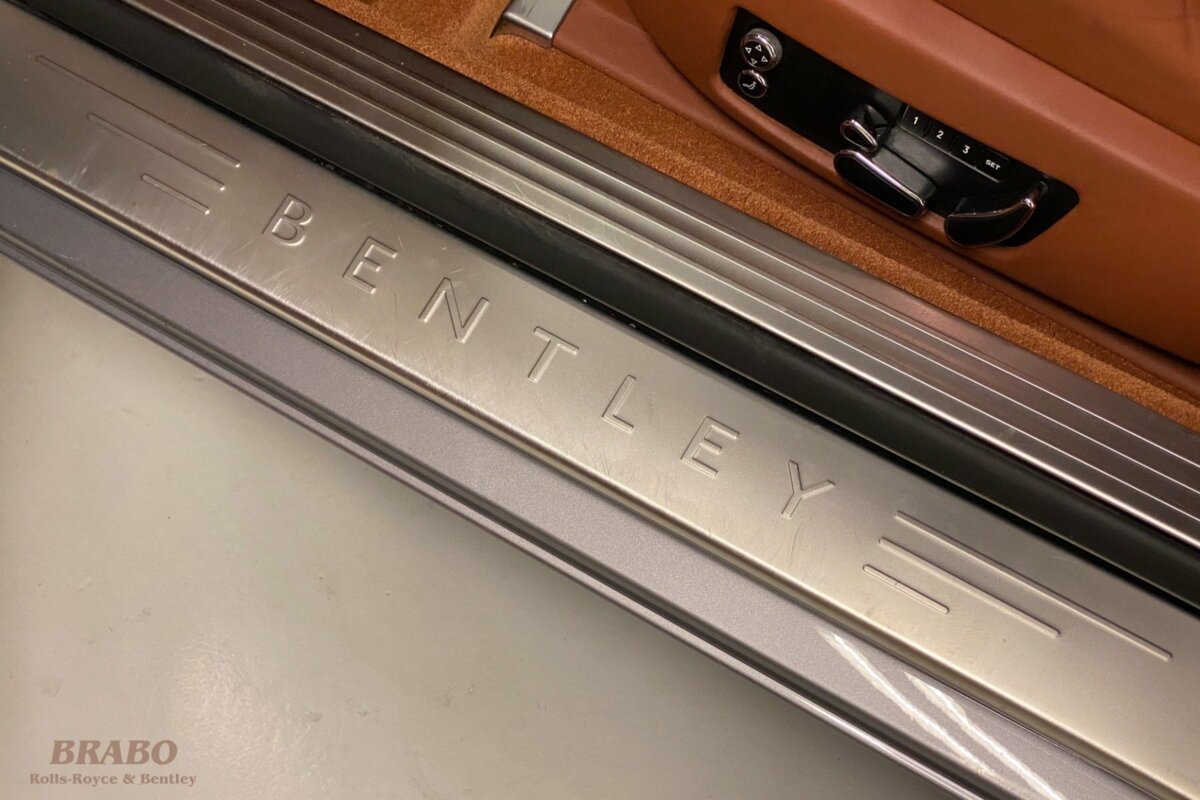 1 2 3 SET
BENTLEY
BRABO
Rolls-Royce & Bentley